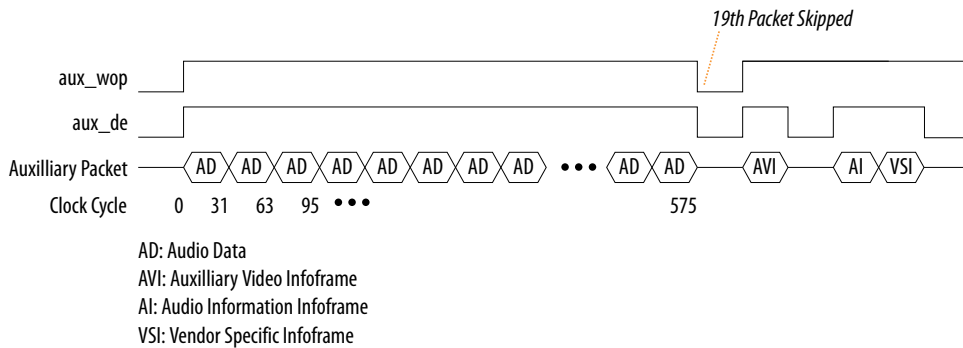 19th Packet Skipped
aux_wop
aux_de
Auxilliary Packet AD AD AD AD AD AD AD AD ••• AD AD AVI AI VSI
Clock Cycle 0 31 63 95 ••• 575
AD: Audio Data
AVI: Auxilliary Video Infoframe
AI: Audio Information Infoframe
VSI: Vendor Specific Infoframe